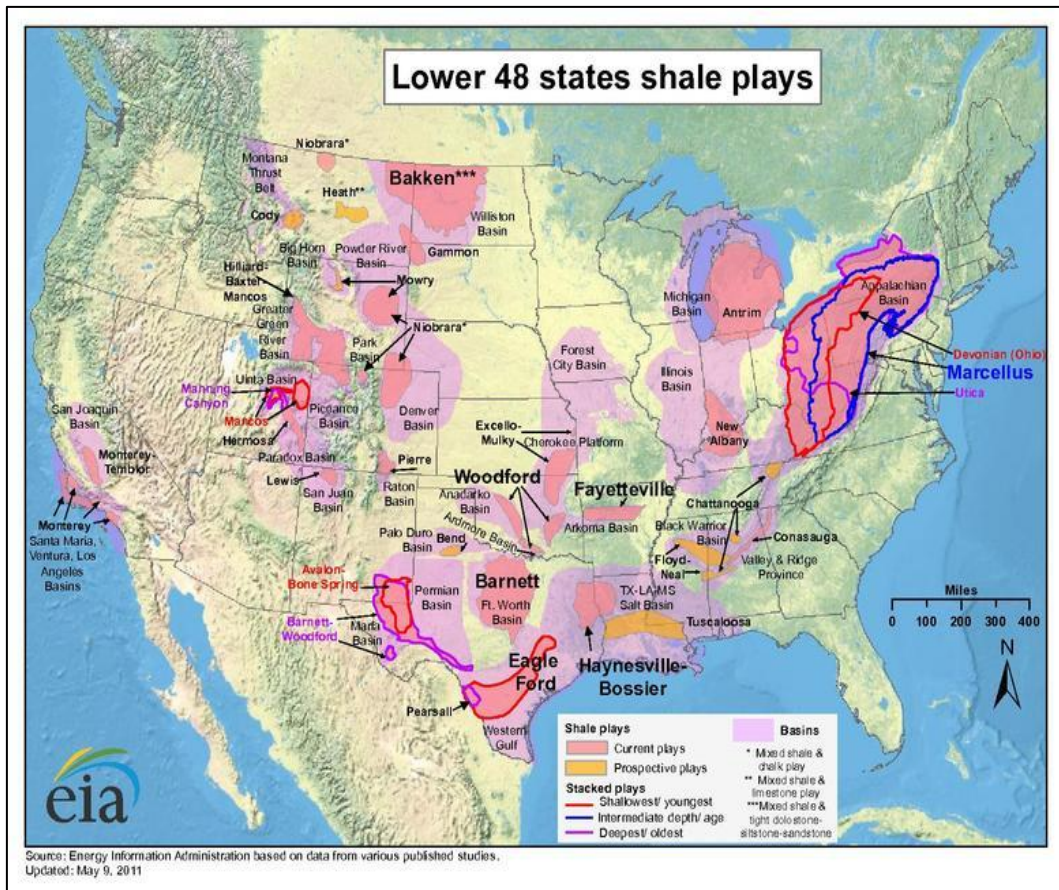 Lower 48 states shale plays
Niobrara*
Montana
Thrust
Belt
Bakken***
Heath**
Cody
Williston
Basin
Big Horn
Basin
Powder River
Basin
Gammon
Hilliard-
Baxter
Mancos
Mowry
Greater
Green
River
Basin
Niobrara*
Park
Basin
Michigan
Basin
Antrim
Appalachian
Basin
Devonian (Ohio)
Marcellus
Utica
Forest
City Basin
Illinois
Basin
Uinta Basin
Manning
Canyon
Mancos
Piceance
Basin
Denver
Basin
San Joaquin
Basin
Hermosa
Excello-
Mulky
Cherokee Platform
New
Albany
Monterey-
Temblor
Paradox Basin
Pierre
Lewis
San Juan
Basin
Raton
Basin
Woodford
Anadarko
Basin
Fayetteville
Chattanooga
Monterey
Santa Maria,
Ventura, Los
Angeles
Basins
Ardmore Basin
Arkoma Basin
Black Warrior
Basin
Conasauga
Palo Duro
Basin
Bend
Floyd-
Neal
Valley & Ridge
Province
Avalon-
Bone Spring
Permian
Basin
Barnett
Ft. Worth
Basin
TX-LA-MS
Salt Basin
Tuscaloosa
Barnett-
Woodford
Marfa
Basin
Eagle
Ford
Haynesville-
Bossier
Pearsall
Western
Gulf
Miles
0 100 200 300 400
N
Shale plays
Current plays
Prospective plays
Stacked plays
Shallowest/ youngest
Intermediate depth/ age
Deepest/ oldest
Basins
* Mixed shale &
chalk play
** Mixed shale &
limestone play
***Mixed shale &
tight dolostone-
siltstone-sandstone
eia
Source: Energy Information Administration based on data from various published studies.
Updated: May 9, 2011